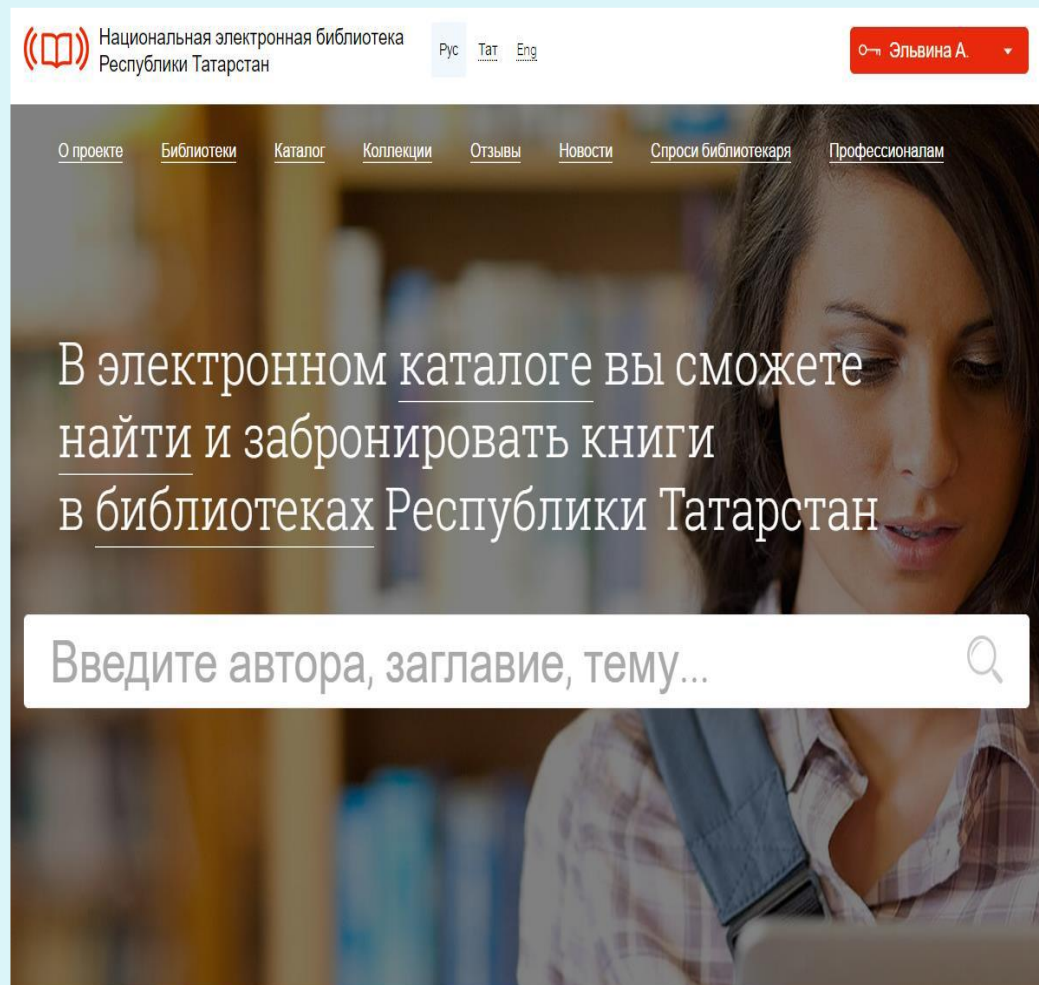 Национальная электронная библиотека
Республики Татарстан
Рус Тат Eng
Эльвина А.
О проекте Библиотеки Каталог Коллекции Отзывы Новости Спроси библиотекаря Профессионалам
В электронном каталоге вы сможете
найти и забронировать книги
в библиотеках Республики Татарстан
Введите автора, заглавие, тему...